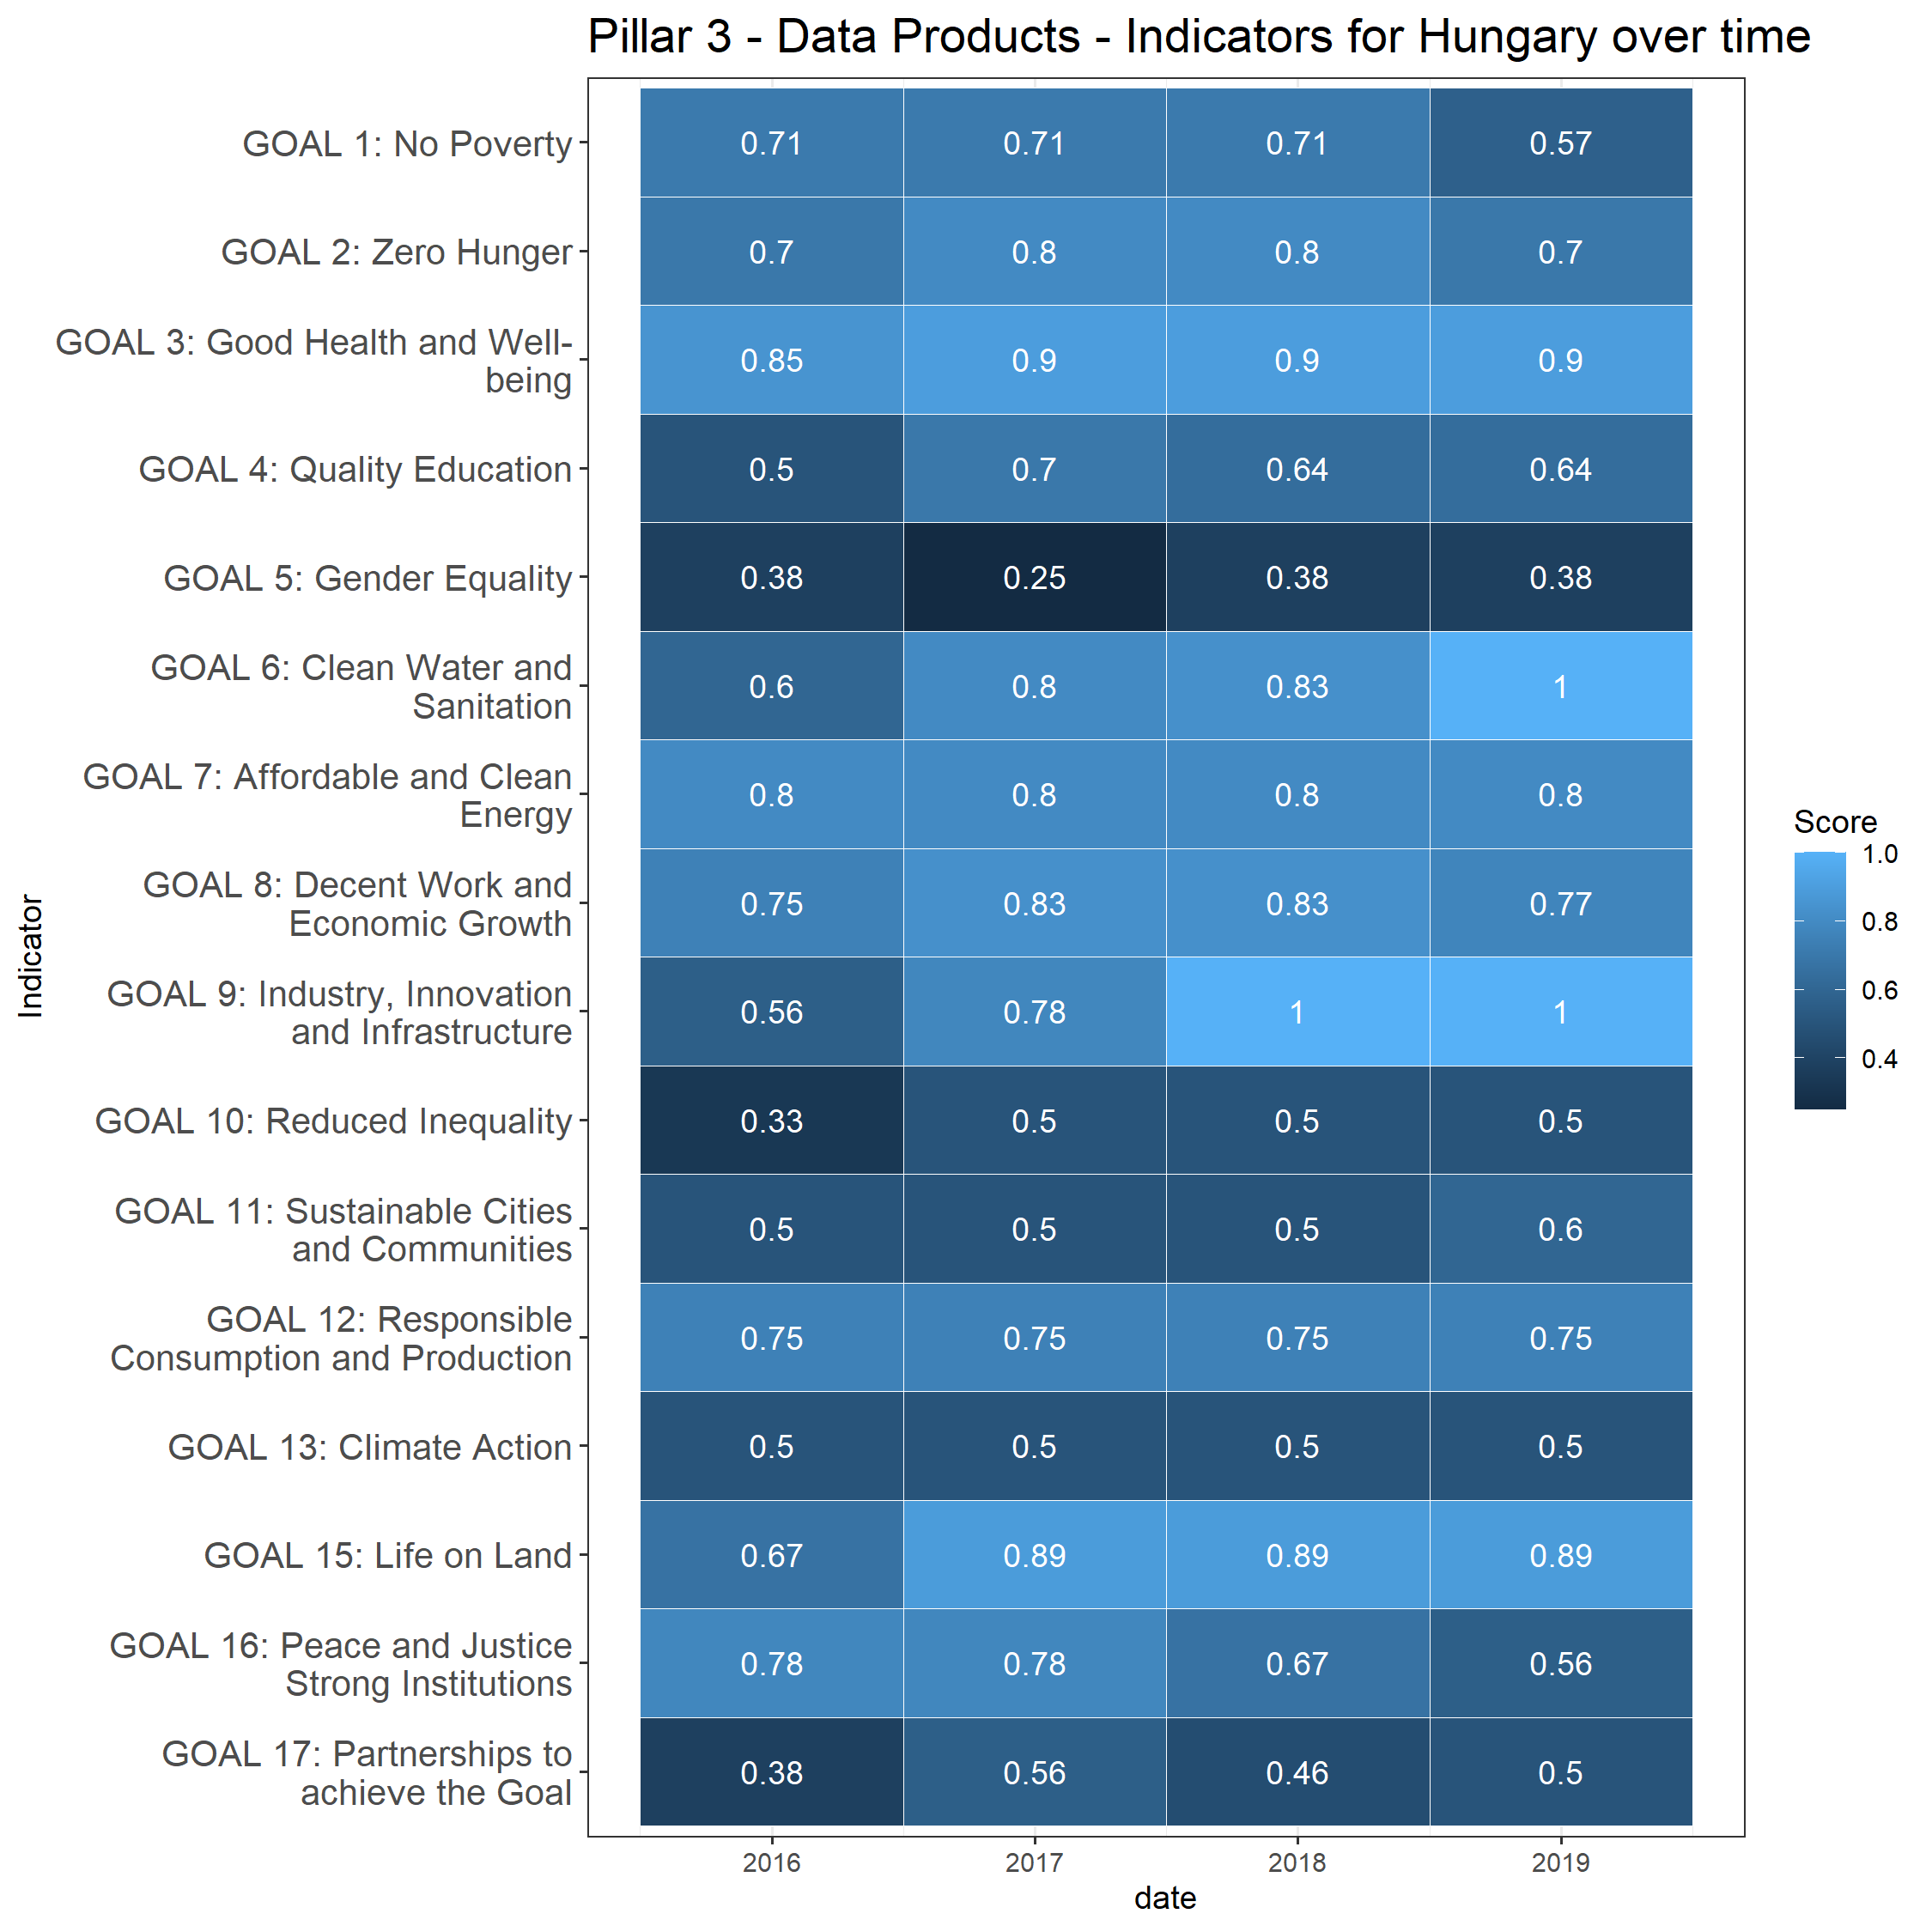 Pillar 3 - Data Products - Indicators for Hungary over time
GOAL 1: No Poverty
0.71 0.71 0.71 0.57
GOAL 2: Zero Hunger
0.7 0.8 0.8 0.7
GOAL 3: Good Health and Well-
being
0.85 0.9 0.9 0.9
GOAL 4: Quality Education
0.5 0.7 0.64 0.64
GOAL 5: Gender Equality
0.38 0.25 0.38 0.38
GOAL 6: Clean Water and
Sanitation
0.6 0.8 0.83 1
GOAL 7: Affordable and Clean
Energy
0.8 0.8 0.8 0.8
GOAL 8: Decent Work and
Economic Growth
0.75 0.83 0.83 0.77
GOAL 9: Industry, Innovation
and Infrastructure
0.56 0.78 1 1
GOAL 10: Reduced Inequality
0.33 0.5 0.5 0.5
GOAL 11: Sustainable Cities
and Communities
0.5 0.5 0.5 0.6
GOAL 12: Responsible
Consumption and Production
0.75 0.75 0.75 0.75
GOAL 13: Climate Action
0.5 0.5 0.5 0.5
GOAL 15: Life on Land
0.67 0.89 0.89 0.89
GOAL 16: Peace and Justice
Strong Institutions
0.78 0.78 0.67 0.56
GOAL 17: Partnerships to
achieve the Goal
0.38 0.56 0.46 0.5
2016 2017 2018 2019
date
Indicator
Score
1.0
0.8
0.6
0.4